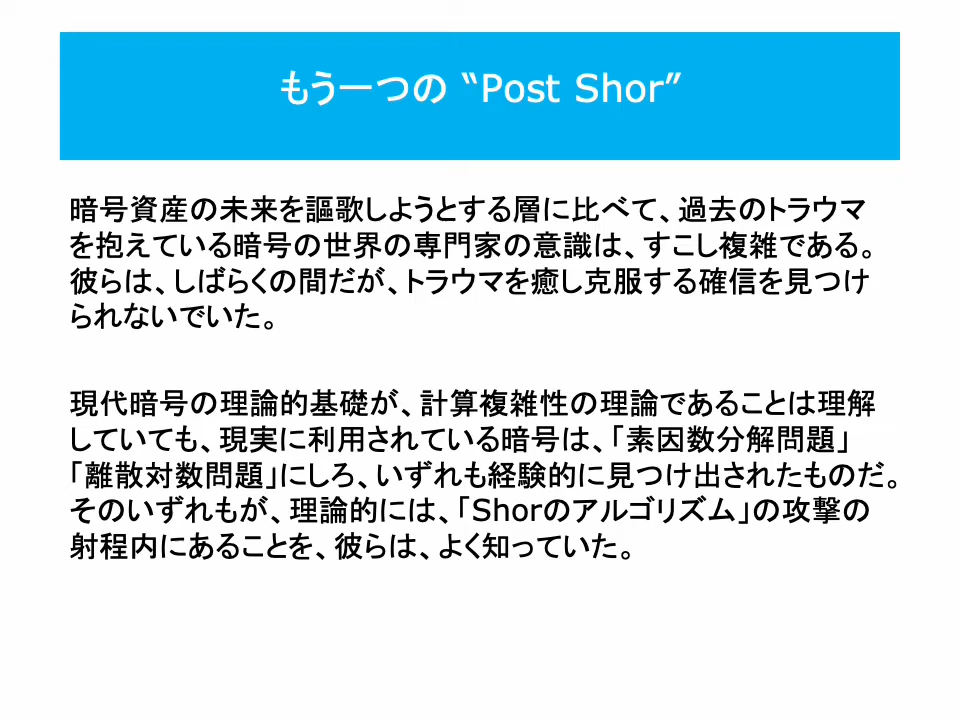 もう一つの “Post Shor”
暗号資産の未来を謳歌しようとする層に比べて、過去のトラウマ
を抱えている暗号の世界の専門家の意識は、すこし複雑である。
彼らは、しばらくの間だが、トラウマを癒し克服する確信を見つけ
られないでいた。
現代暗号の理論的基礎が、計算複雑性の理論であることは理解
していても、現実に利用されている暗号は、「素因数分解問題」
「離散対数問題」にしろ、いずれも経験的に見つけ出されたものだ。
そのいずれもが、理論的には、「Shorのアルゴリズム」の攻撃の
射程内にあることを、彼らは、よく知っていた。